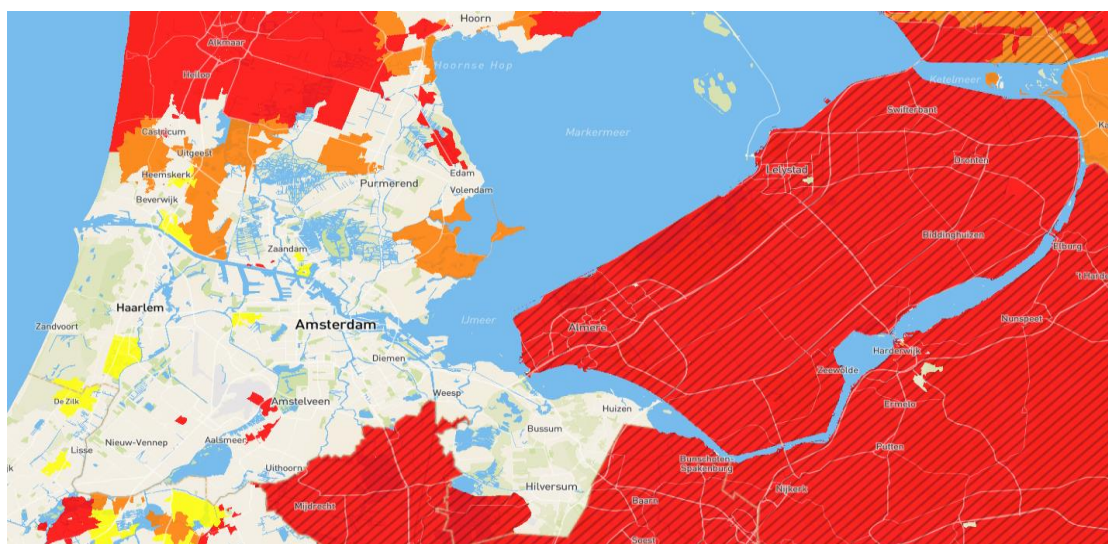 Hoorn
Alkmaar
Hoornse Hop
Heiloo
Ketelmeer
Swifterbant
Castricum
Markermeer
Uitgeest
Dronten
Edam
Lelystad
Heemskerk
Purmerend
Volendam
Beverwijk
Biddinghuizen
Zaandam
Elburg
't Harde
Haarlem
IJmeer
Nunspeet
Zandvoort
Amsterdam
Almere
Harderwijk
Diemen
Zeewolde
Weesp
De Zilk
Amstelveen
Huizen
Ermelo
Bussum
Nieuw-Vennep
Aalsmeer
Lisse
Putten
Bunschoten
Spakenburg
Uithoorn
Hilversum
Nijkerk
Baarn
Mijdrecht
Soest